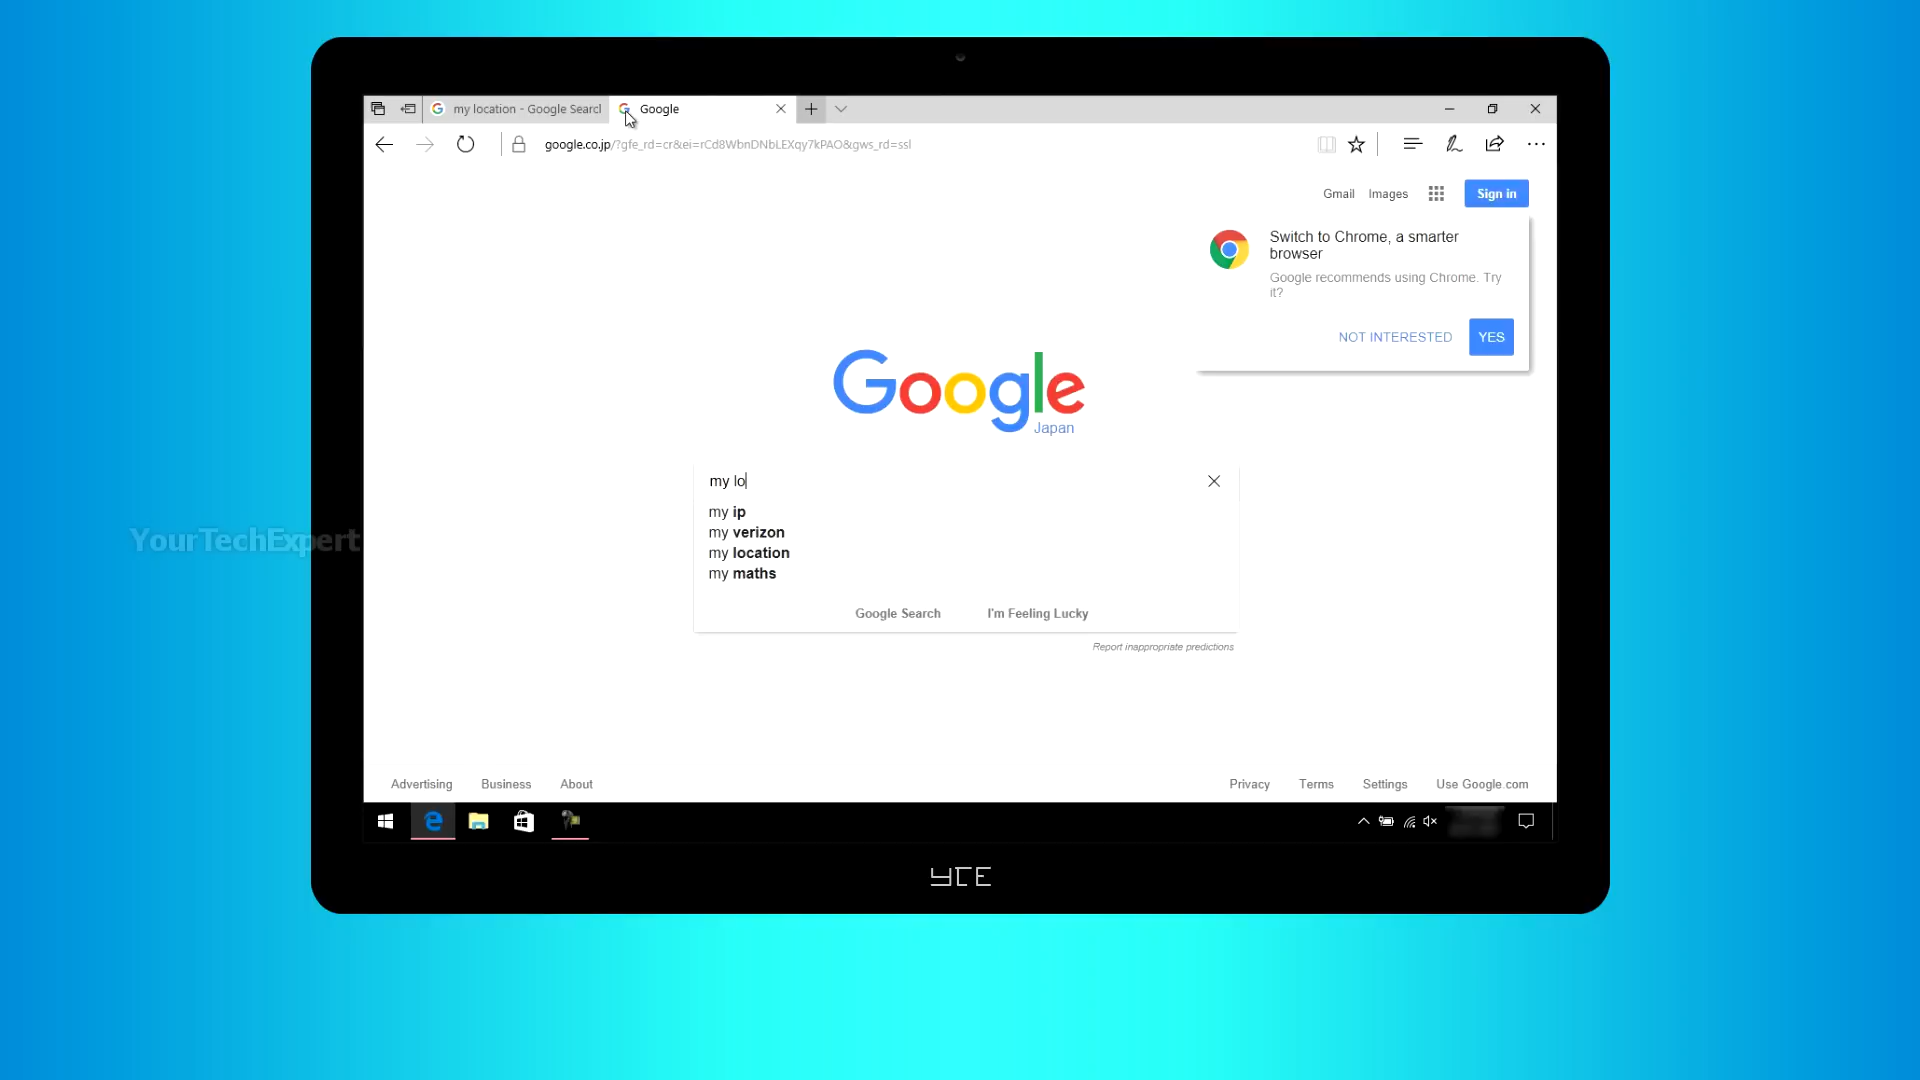 my location - Google Searcl
Google
google.co.jp/?gfe_rd=cr&ei=rCd8WbnDNbLEXqy7kPAO&gws_rd=ssl
Gmail Images Sign in
Switch to Chrome, a smarter
browser
Google recommends using Chrome. Try
it?
NOT INTERESTED YES
Google
Japan
my lo
my ip
my verizon
my location
my maths
Google Search I'm Feeling Lucky
Report inappropriate predictions
YourTechExpert
Advertising Business About
Privacy Terms Settings Use Google.com
YTE